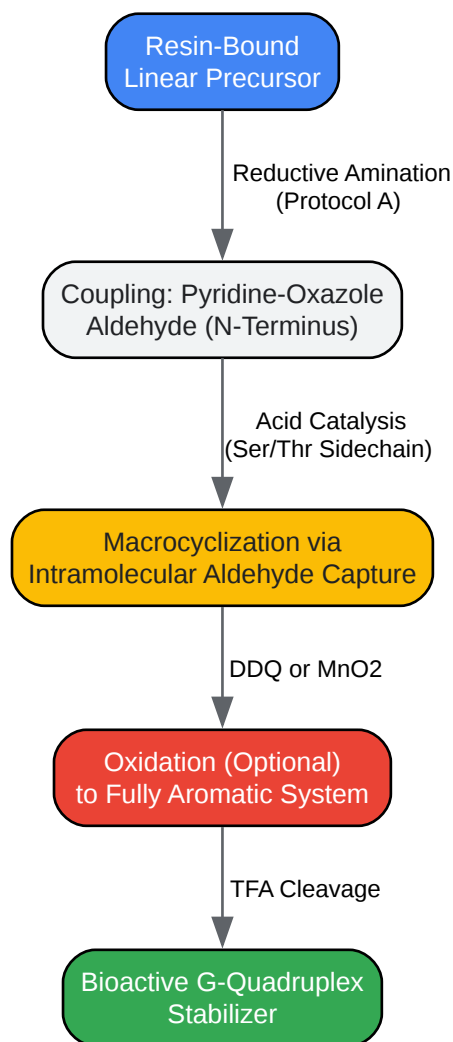 Resin-Bound
Linear Precursor
Reductive Amination
(Protocol A)
Coupling: Pyridine-Oxazole
Aldehyde (N-Terminus)
Acid Catalysis
(Ser/Thr Sidechain)
Macrocyclization via
Intramolecular Aldehyde Capture
DDQ or MnO2
Oxidation (Optional)
to Fully Aromatic System
TFA Cleavage
Bioactive G-Quadruplex
Stabilizer